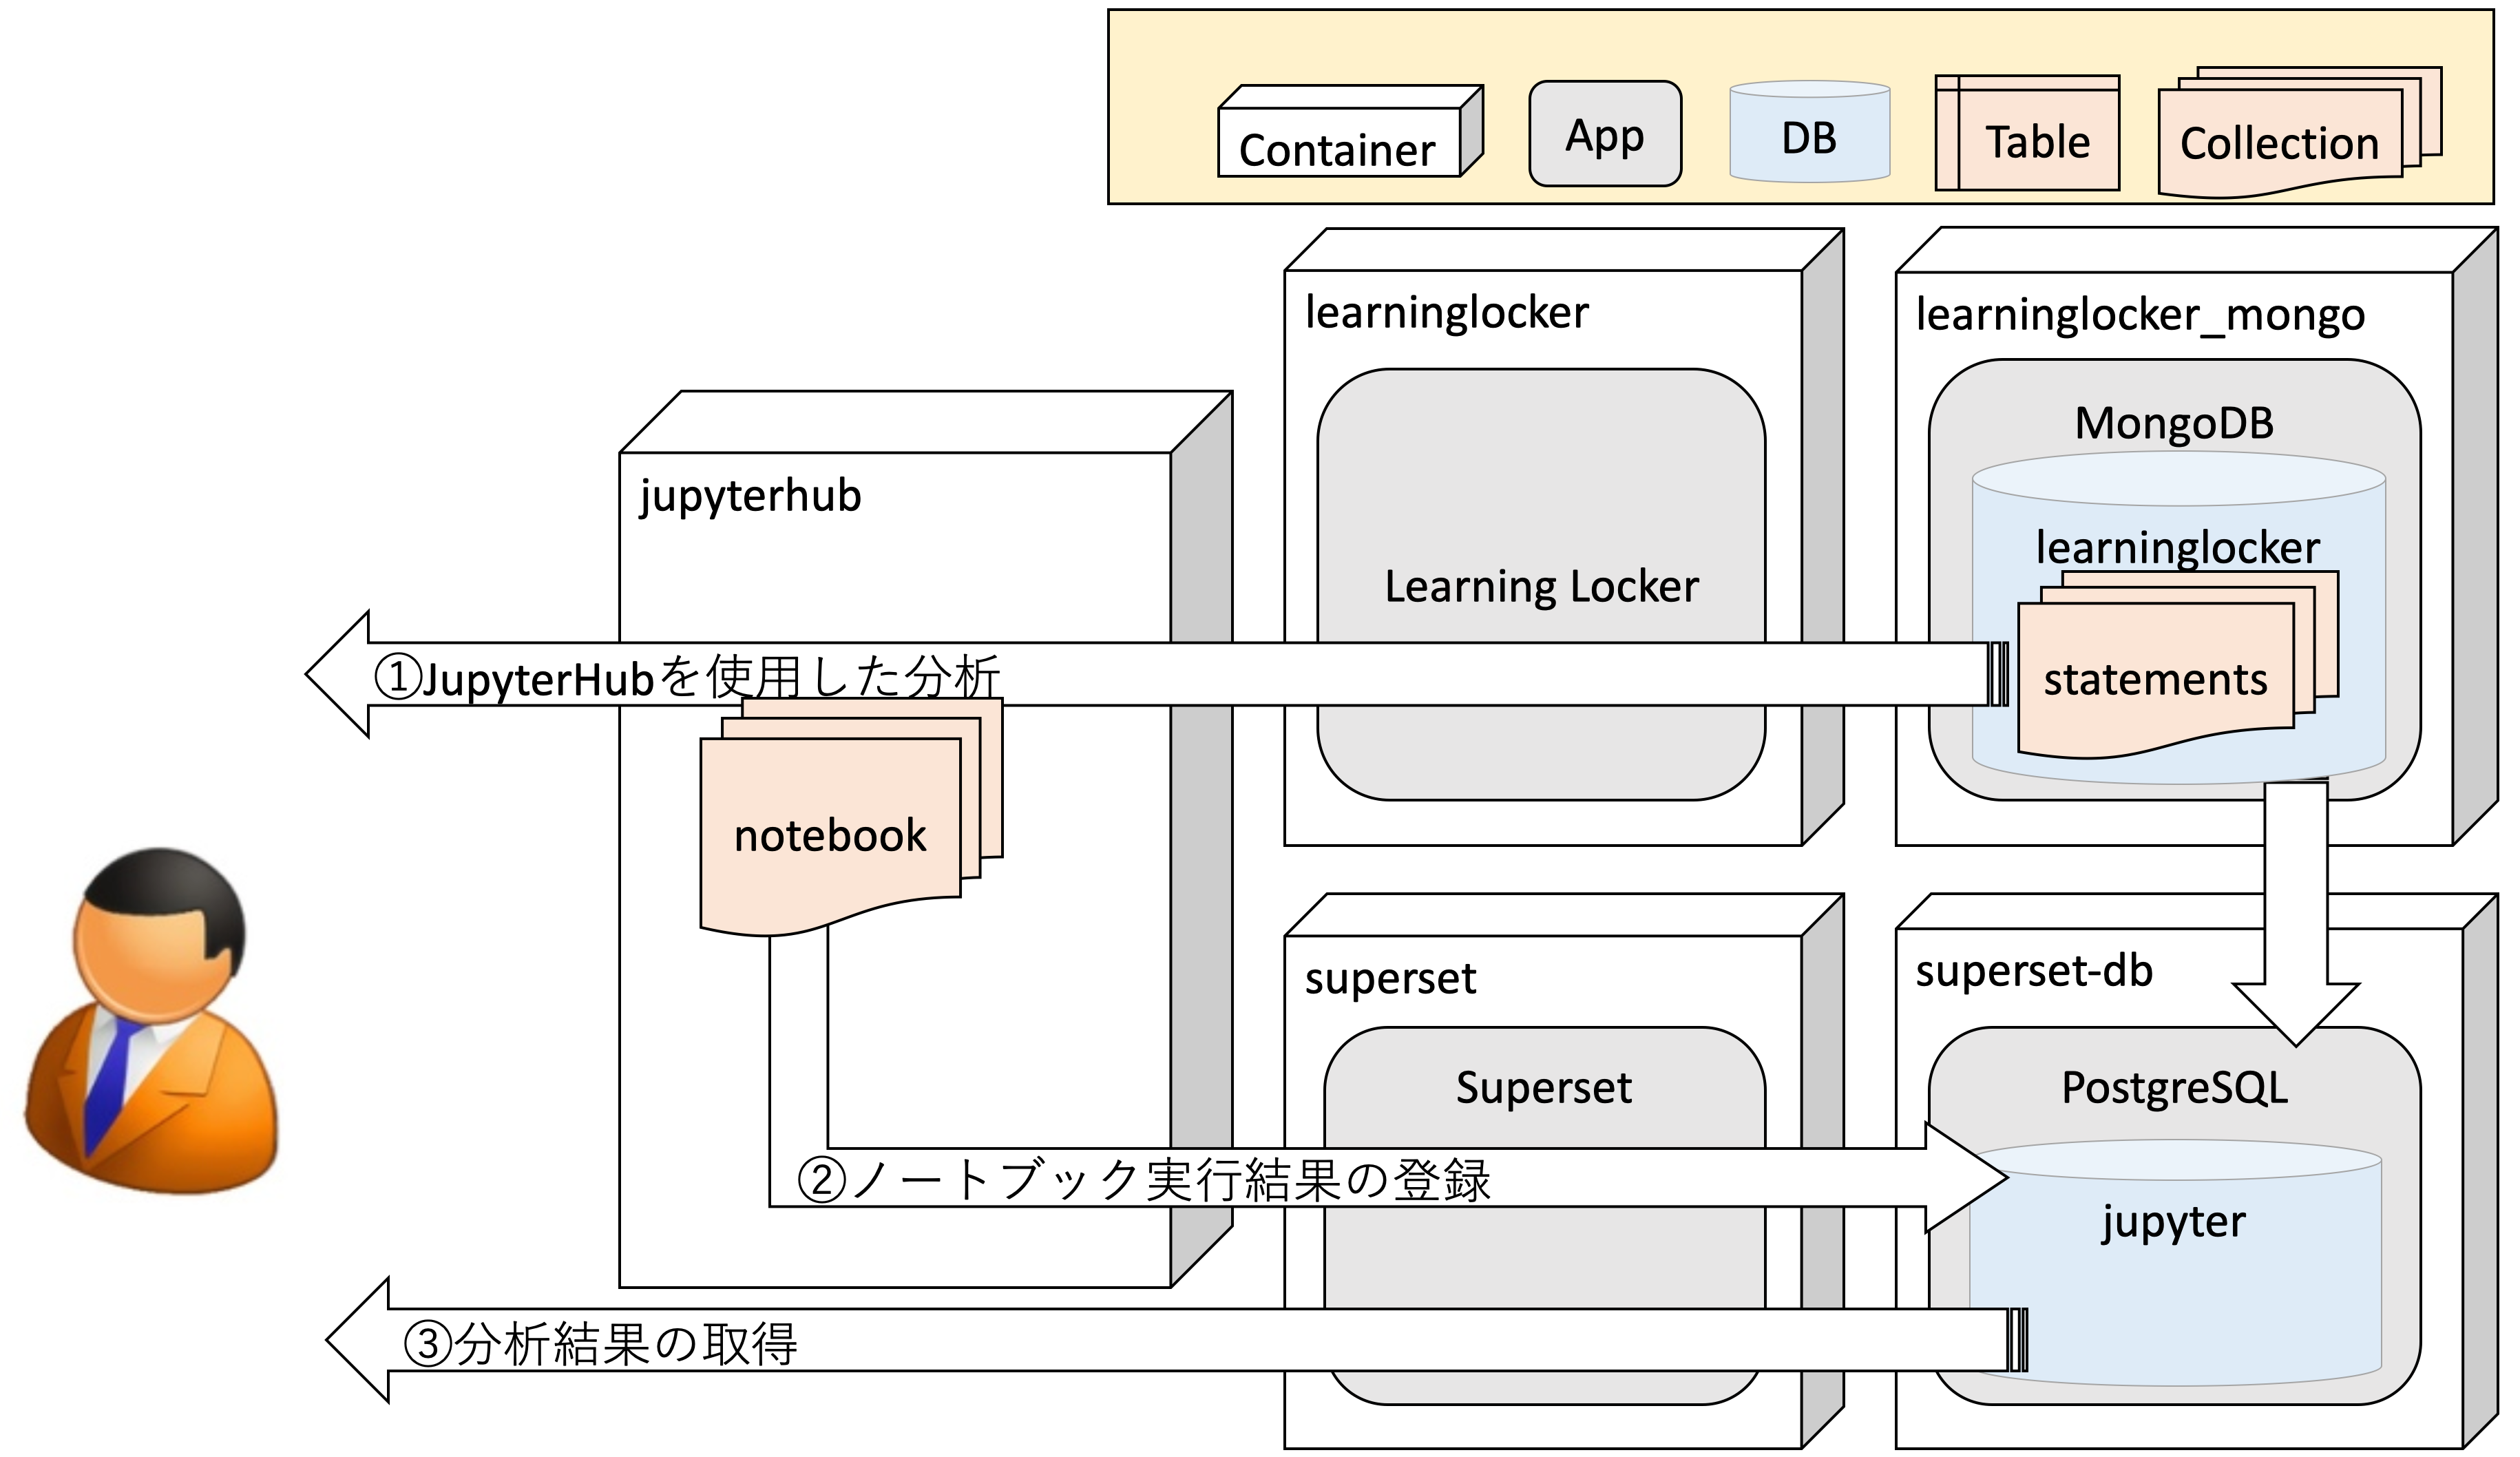 Container
App
DB
Table
Collection
learninglocker
learninglocker_mongo
MongoDB
Learning Locker
learninglocker
statements
jupyterhub
①JupyterHubを使用した分析
notebook
superset
superset-db
Superset
PostgreSQL
②ノートブック実行結果の登録
jupyter
③分析結果の取得